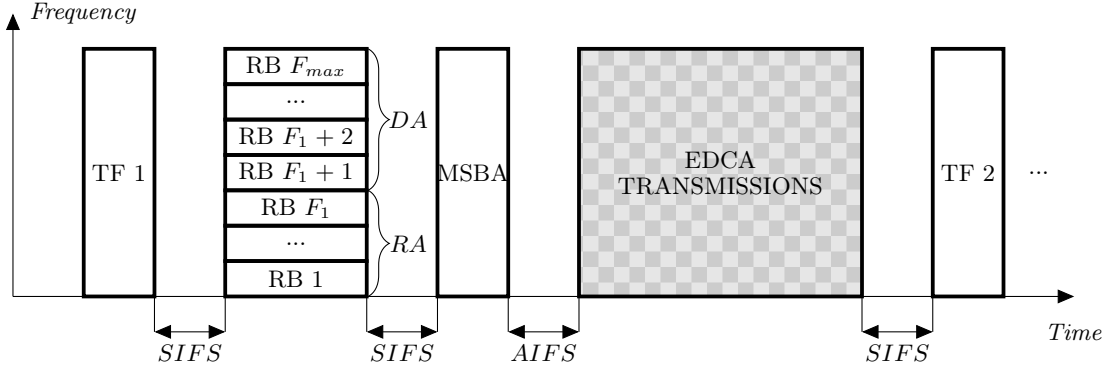 Frequency
TF 1
RB F_max
...
RB F_1 + 2
RB F_1 + 1
RB F_1
...
RB 1
DA
RA
MSBA
EDCA
TRANSMISSIONS
TF 2
...
SIFS
SIFS
AIFS
SIFS
Time